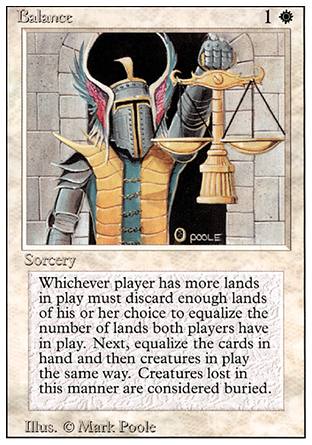 Balance 1
POOLE
Sorcery
Whichever player has more lands
in play must discard enough lands
of his or her choice to equalize the
number of lands both players have
in play. Next, equalize the cards in
hand and then creatures in play
the same way. Creatures lost in
this manner are considered buried.
Illus. © Mark Poole